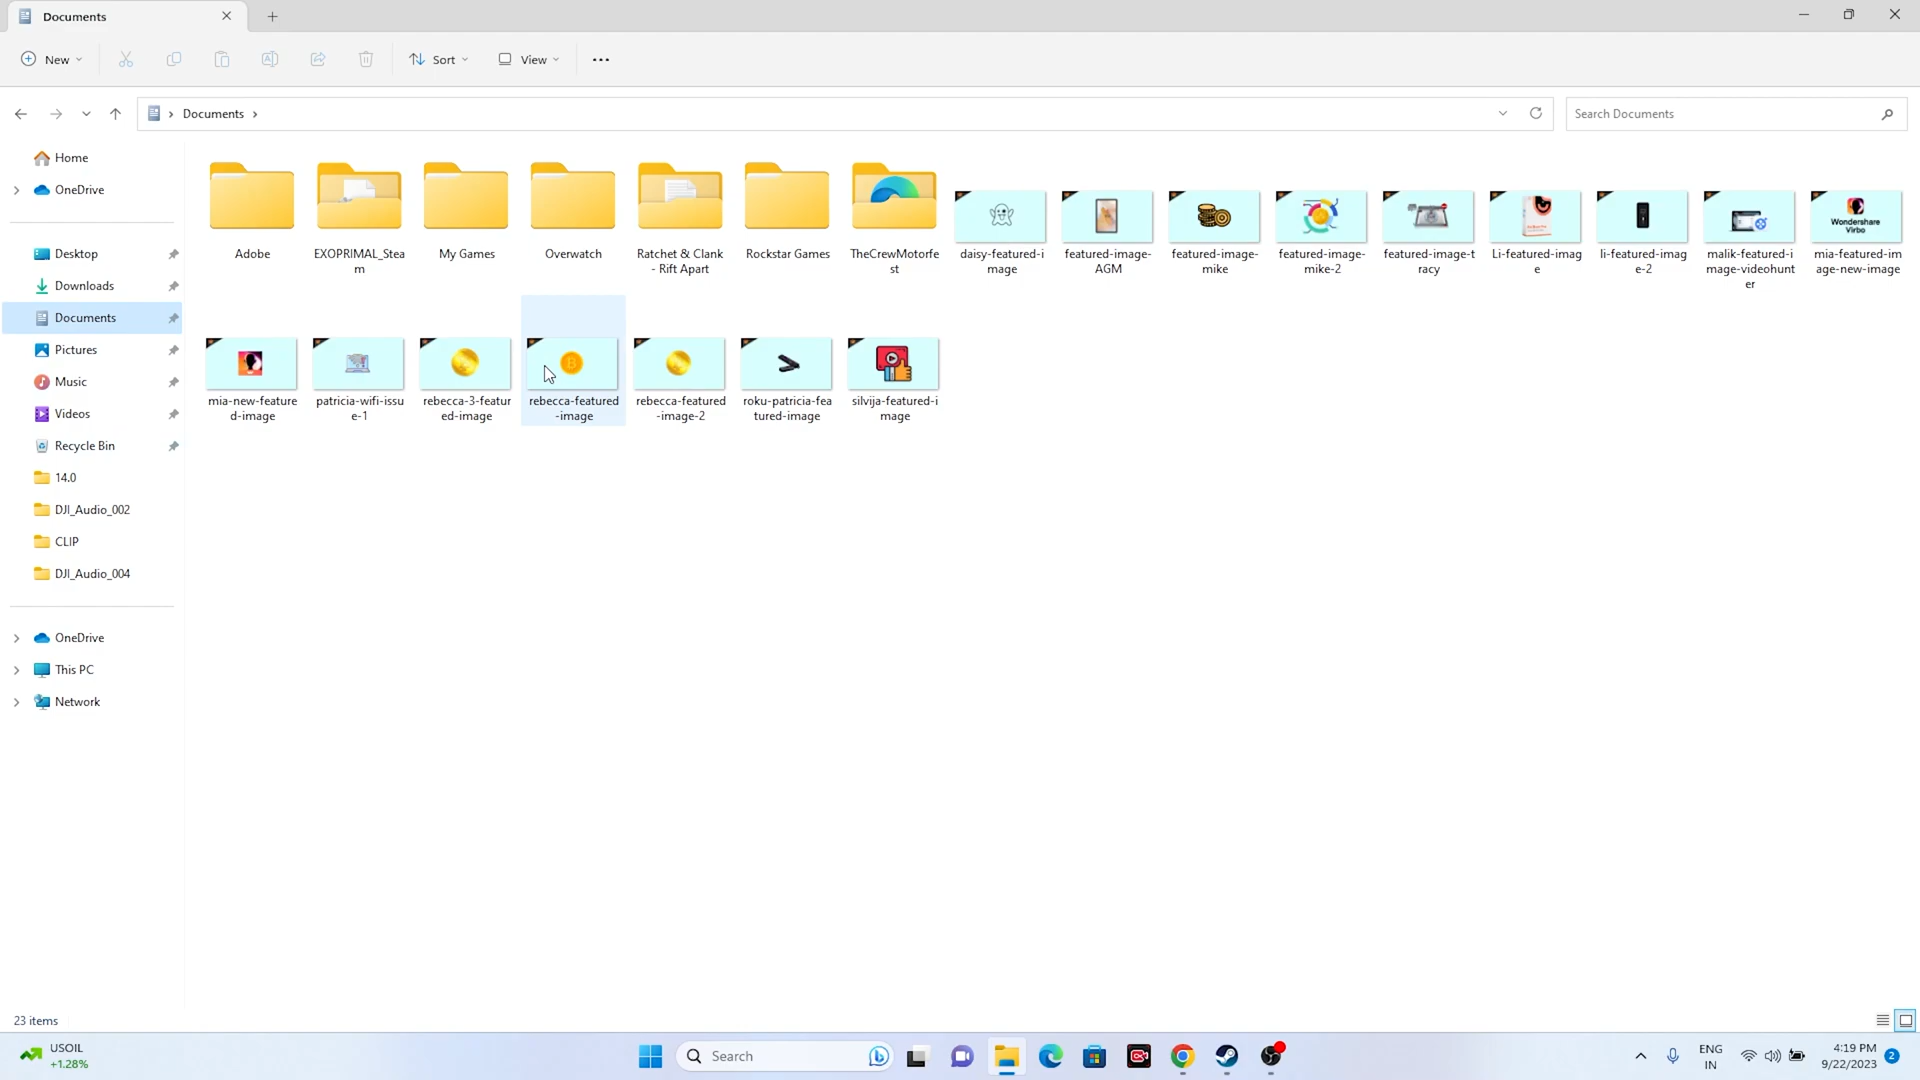 Documents
New
Sort
View
Documents
Search Documents
Home
OneDrive
Desktop
Downloads
Documents
Pictures
Music
Videos
Recycle Bin
14.0
DJI_Audio_002
CLIP
DJI_Audio_004
OneDrive
This PC
Network
Adobe
EXOPRIMAL_Stea
m
My Games
Overwatch
Ratchet & Clank
- Rift Apart
Rockstar Games
TheCrewMotorfe
st
daisy-featured-i
mage
featured-image-
AGM
featured-image-
mike
featured-image-
mike-2
featured-image-t
racy
Li-featured-imag
e
li-featured-imag
e-2
malik-featured-i
mage-videohunt
er
Wondershare
Virbo
mia-featured-im
age-new-image
mia-new-feature
d-image
patricia-wifi-issu
e-1
rebecca-3-featur
ed-image
rebecca-featured
-image
rebecca-featured
-image-2
roku-patricia-fea
tured-image
silvija-featured-i
mage
23 items
USOIL
+1.28%
Search
ENG
IN
4:19 PM
9/22/2023
2